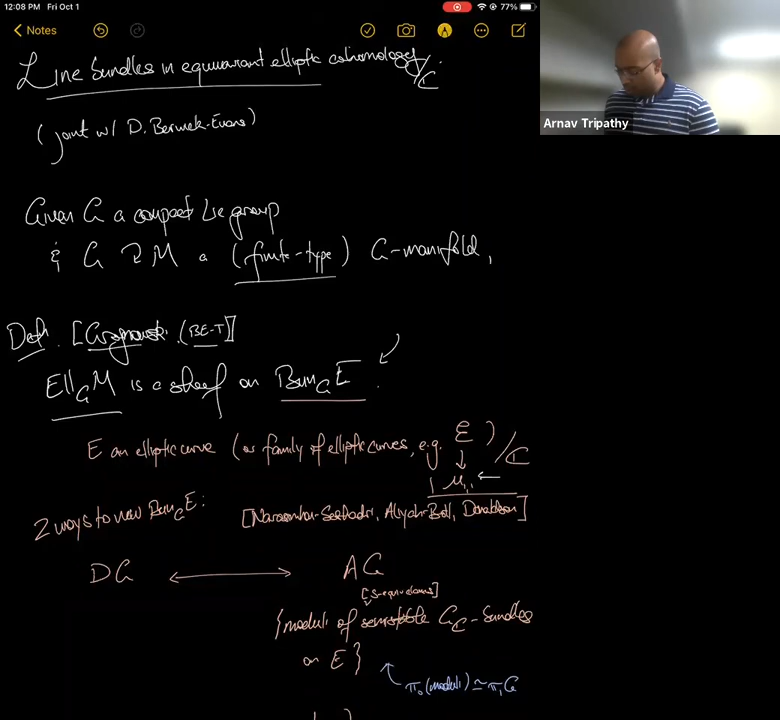 12:08 PM Fri Oct 1
77%
Notes
Line bundles in equivariant elliptic cohomology/ℂ.
(joint w/ D. Berwick-Evans)
Arnav Tripathy
Given G a compact Lie group
& G ↻ M a (finite-type) G-manifold,
Defn. [Grojnowski, (BE-T)]
Ell_G M is a sheaf on Bun_G E.
E an elliptic curve (or family of elliptic curves, e.g. ℰ)/ℂ
↓
M₁,₁ ←
2 ways to view Bun_G E: [Narasimhan-Seshadri, Atiyah-Bott, Donaldson]
DG ⟷ AG
[S-equivalence]
{moduli of semistable G_ℂ-bundles
on E}
π₀(moduli) ≃ π₁G